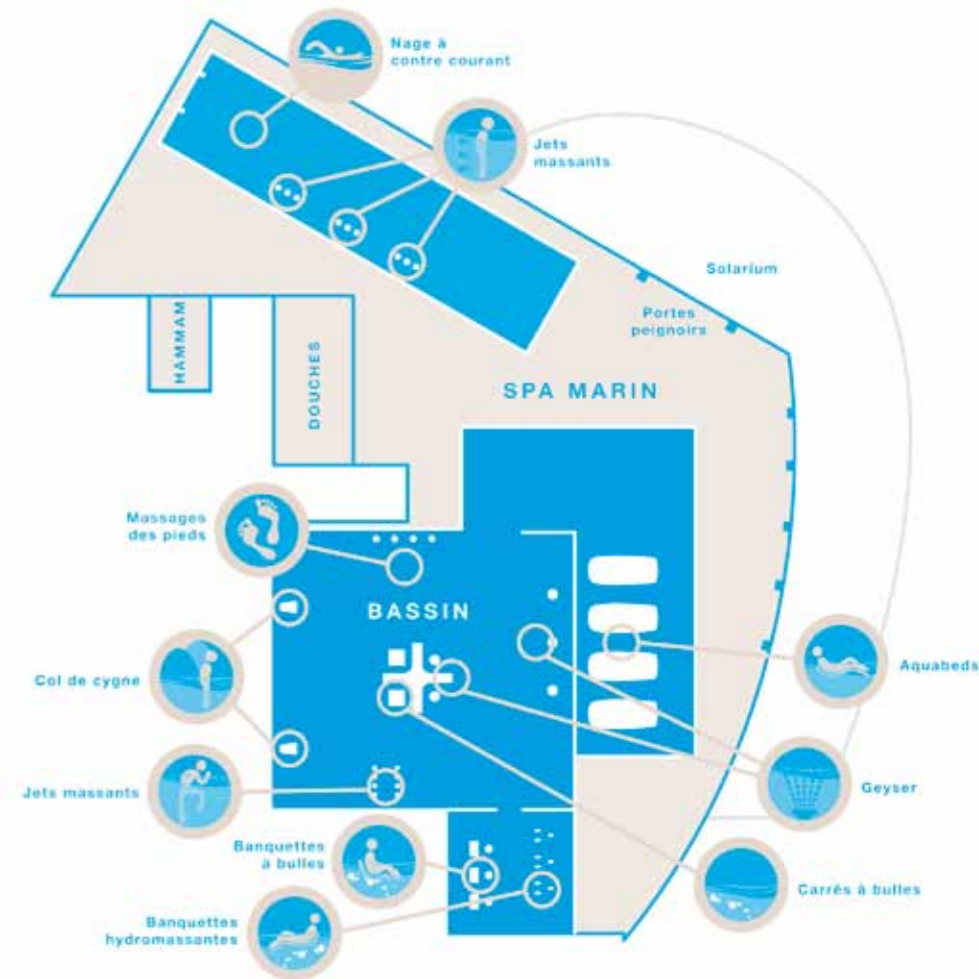 Nage à
contre courant
Jets
massants
Solarium
Portes
peignoirs
HAMMAM
DOUCHES
SPA MARIN
Massages
des pieds
BASSIN
Col de cygne
Aquabeds
Jets massants
Geyser
Banquettes
à bulles
Carrés à bulles
Banquettes
hydromassantes